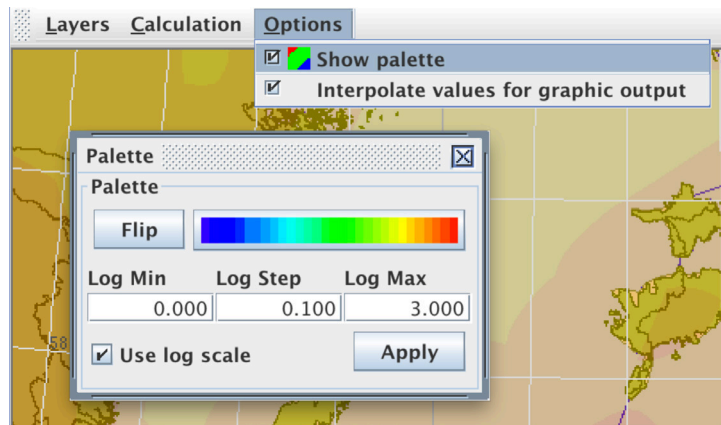 Layers Calculation Options
Show palette
Interpolate values for graphic output
Palette
Palette
Flip
Log Min Log Step Log Max
0.000 0.100 3.000
58
Use log scale Apply